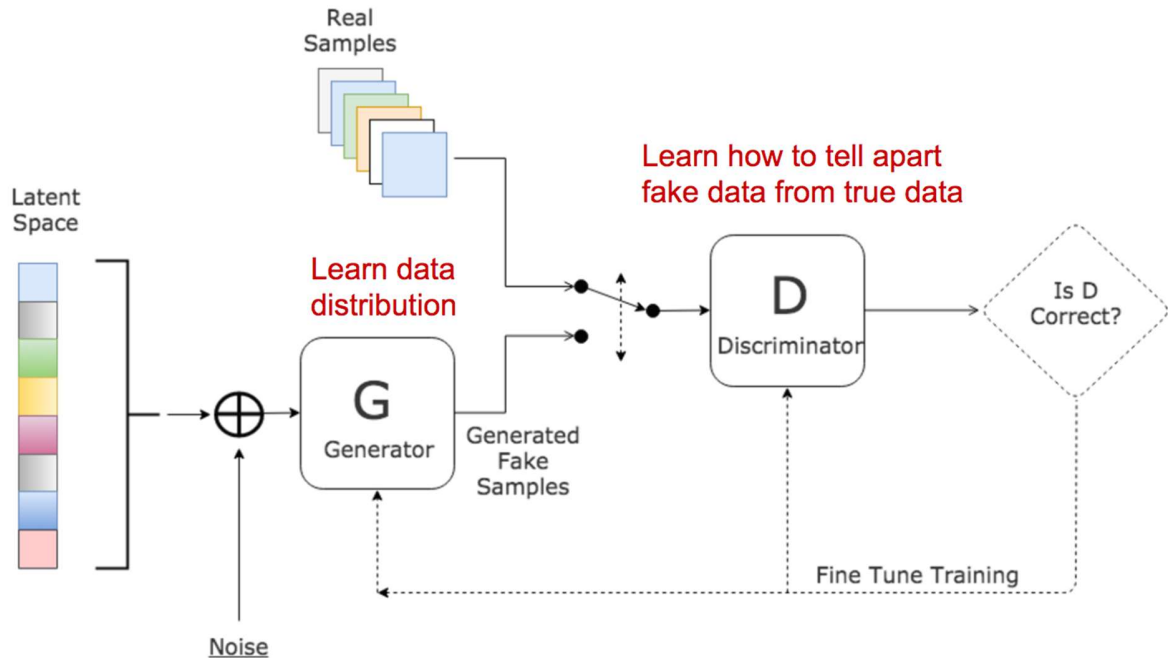 Real
Samples
Learn how to tell apart
fake data from true data
Latent
Space
Learn data
distribution
D
Discriminator
Is D
Correct?
G
Generator
Generated
Fake
Samples
Fine Tune Training
Noise